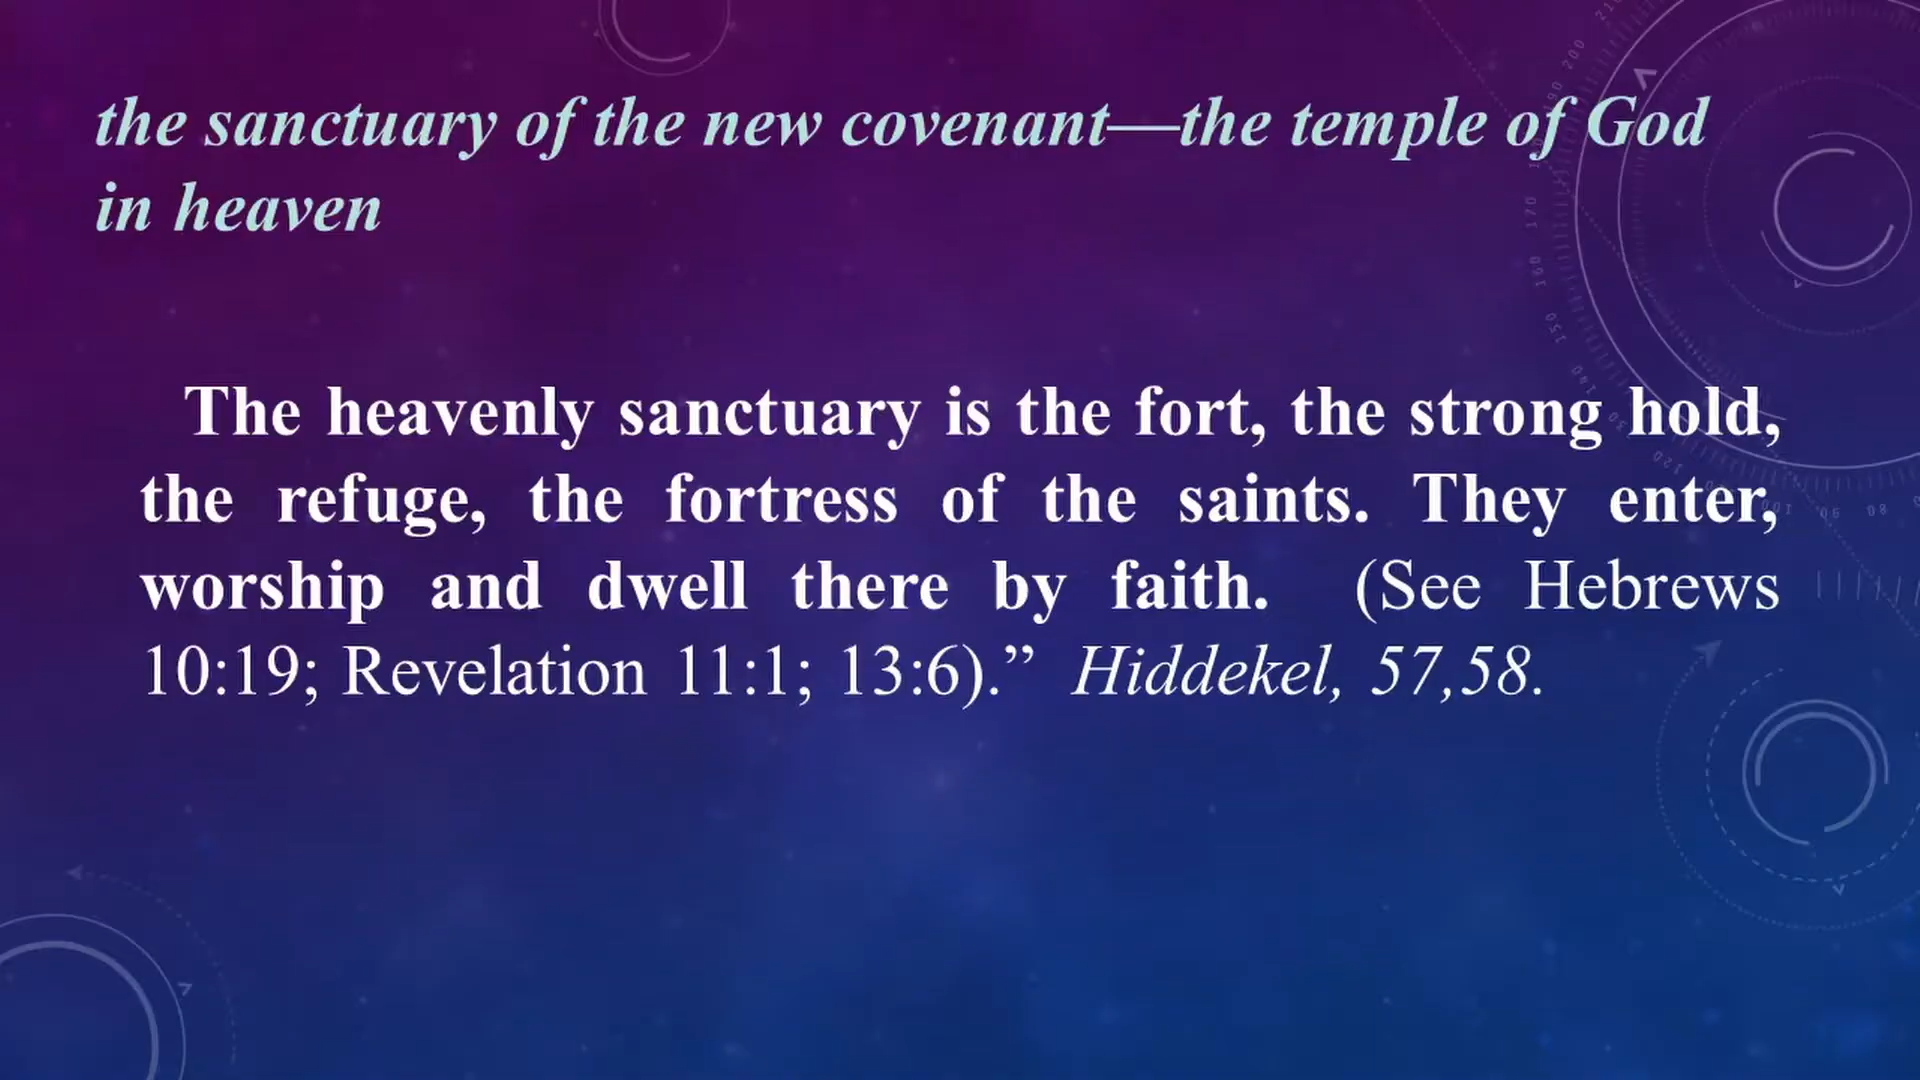 the sanctuary of the new covenant—the temple of God
in heaven
The heavenly sanctuary is the fort, the strong hold,
the refuge, the fortress of the saints. They enter,
worship and dwell there by faith. (See Hebrews
10:19; Revelation 11:1; 13:6).” Hiddekel, 57,58.